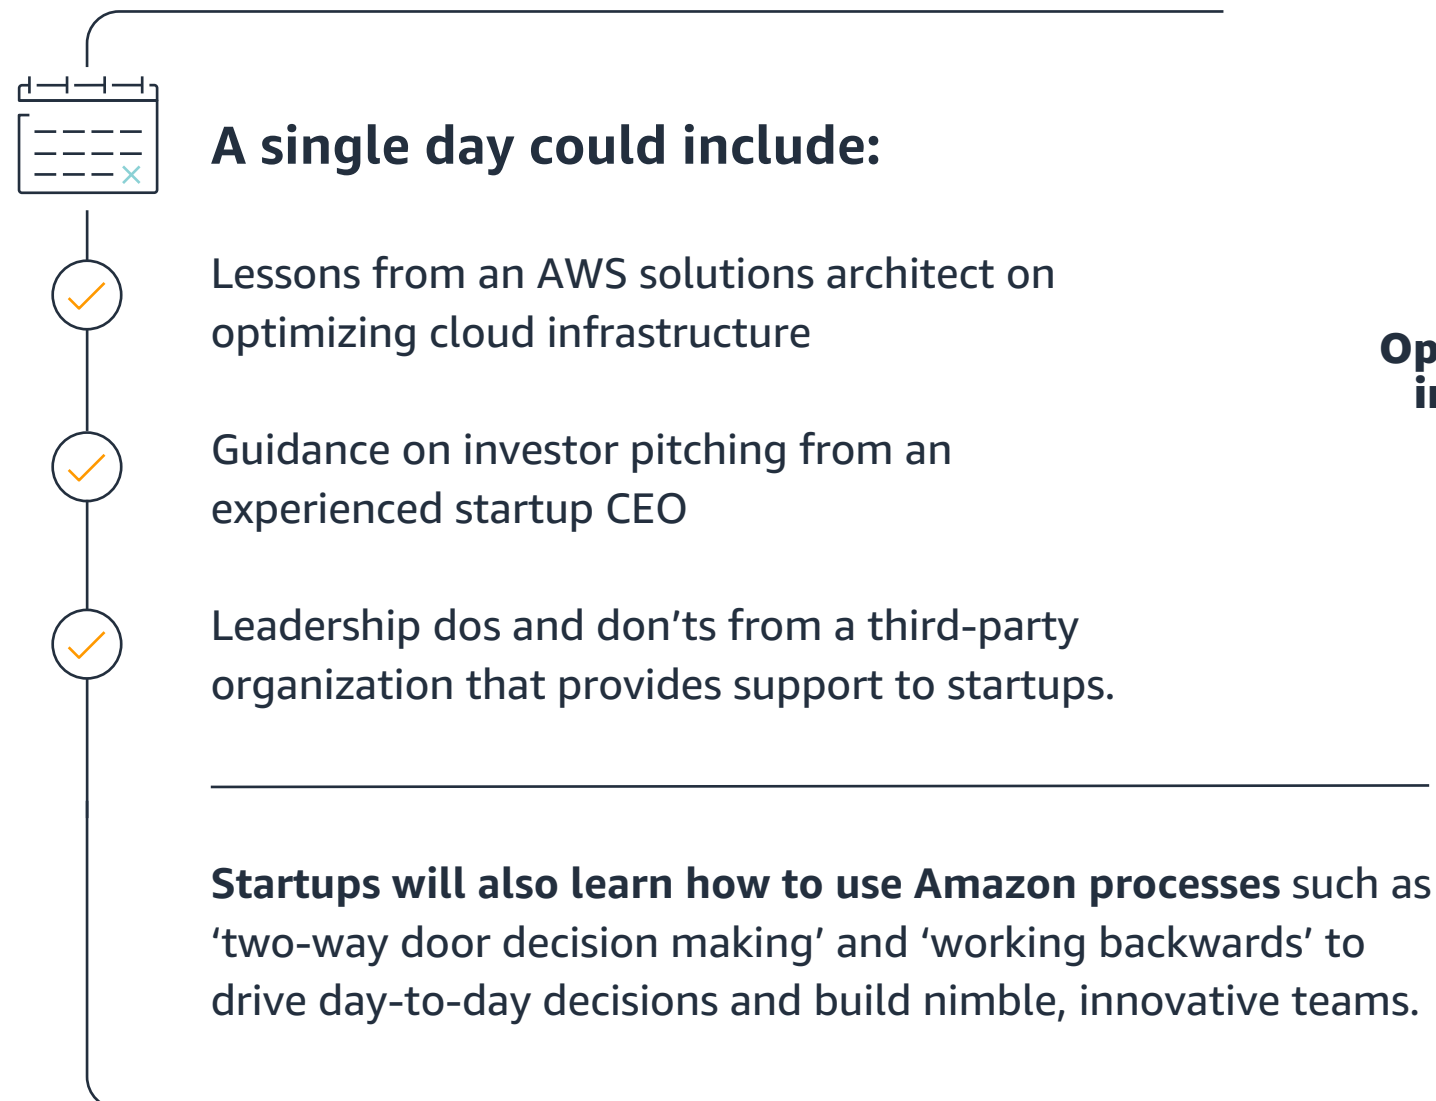 A single day could include:
Lessons from an AWS solutions architect on
optimizing cloud infrastructure
Guidance on investor pitching from an
experienced startup CEO
Leadership dos and don’ts from a third-party
organization that provides support to startups.
Startups will also learn how to use Amazon processes such as
‘two-way door decision making’ and ‘working backwards’ to
drive day-to-day decisions and build nimble, innovative teams.